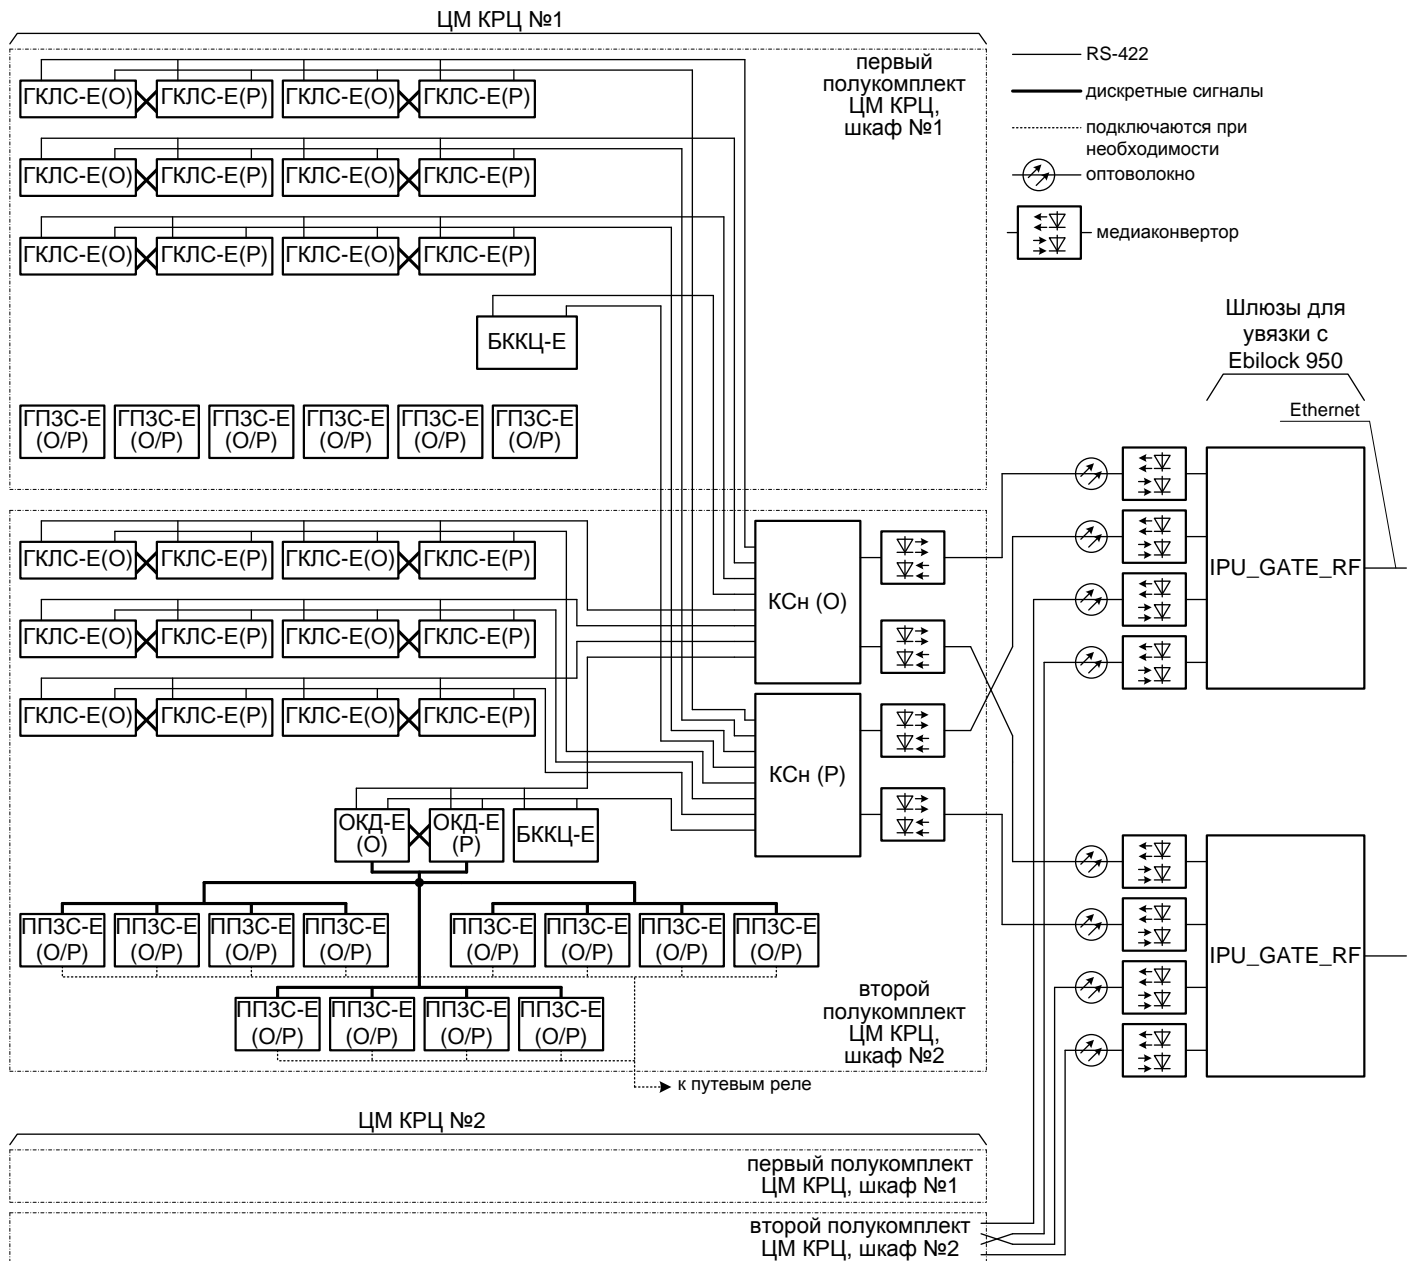 ЦМ КРЦ №1
первый
полукомплект
ЦМ КРЦ,
шкаф №1
RS-422
дискретные сигналы
подключаются при
необходимости
оптоволокно
медиаконвертор
ГКЛС-Е(О) ГКЛС-Е(Р) ГКЛС-Е(О) ГКЛС-Е(Р)
ГКЛС-Е(О) ГКЛС-Е(Р) ГКЛС-Е(О) ГКЛС-Е(Р)
ГКЛС-Е(О) ГКЛС-Е(Р) ГКЛС-Е(О) ГКЛС-Е(Р)
БККЦ-Е
ГПЗС-Е ГПЗС-Е ГПЗС-Е ГПЗС-Е ГПЗС-Е ГПЗС-Е
(О/Р) (О/Р) (О/Р) (О/Р) (О/Р) (О/Р)
Шлюзы для
увязки с
Ebilock 950
Ethernet
IPU_GATE_RF
ГКЛС-Е(О) ГКЛС-Е(Р) ГКЛС-Е(О) ГКЛС-Е(Р)
ГКЛС-Е(О) ГКЛС-Е(Р) ГКЛС-Е(О) ГКЛС-Е(Р)
ГКЛС-Е(О) ГКЛС-Е(Р) ГКЛС-Е(О) ГКЛС-Е(Р)
КСн (О)
КСн (Р)
ОКД-Е ОКД-Е БККЦ-Е
(О) (Р)
ППЗС-Е ППЗС-Е ППЗС-Е ППЗС-Е ППЗС-Е ППЗС-Е ППЗС-Е ППЗС-Е
(О/Р) (О/Р) (О/Р) (О/Р) (О/Р) (О/Р) (О/Р) (О/Р)
ППЗС-Е ППЗС-Е ППЗС-Е ППЗС-Е
(О/Р) (О/Р) (О/Р) (О/Р)
второй
полукомплект
ЦМ КРЦ,
шкаф №2
к путевым реле
IPU_GATE_RF
ЦМ КРЦ №2
первый полукомплект
ЦМ КРЦ, шкаф №1
второй полукомплект
ЦМ КРЦ, шкаф №2